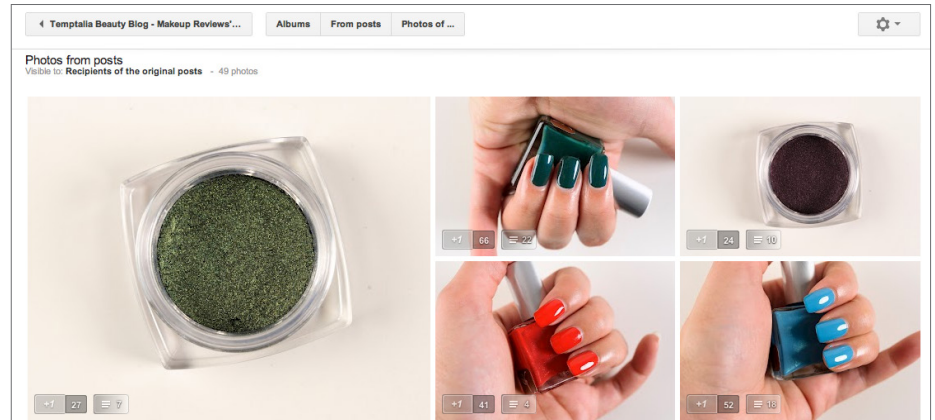 Temptalia Beauty Blog - Makeup Reviews'...
Albums From posts Photos of ...
Photos from posts
Visible to: Recipients of the original posts - 49 photos
+1 66 22
+1 24 10
+1 27 7
+1 41 4
+1 52 18